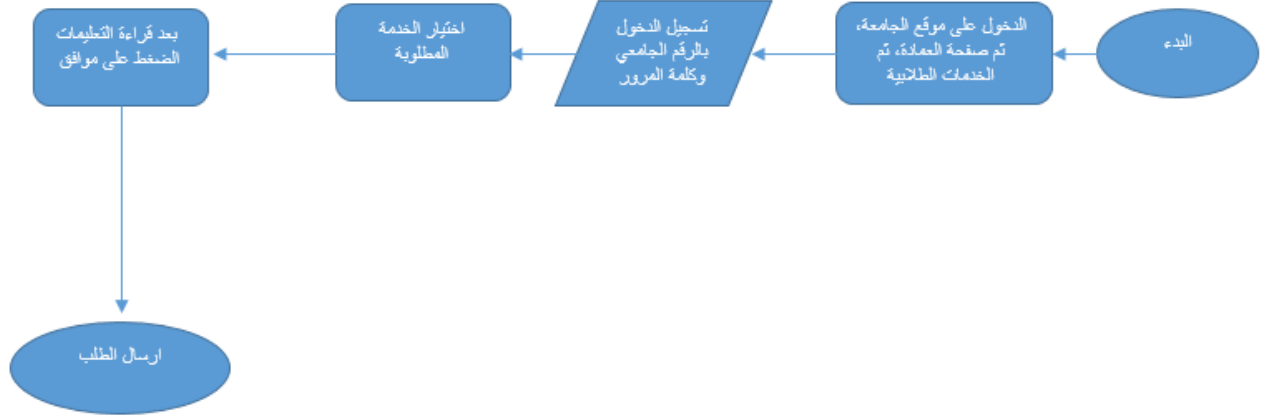 البدء
الدخول على موقع الجامعة،
ثم صفحة العمادة، ثم
الخدمات الطلابية
تسجيل الدخول
بالرقم الجامعي
وكلمة المرور
اختيار الخدمة
المطلوبة
بعد قراءة التعليمات
الضغط على موافق
ارسال الطلب